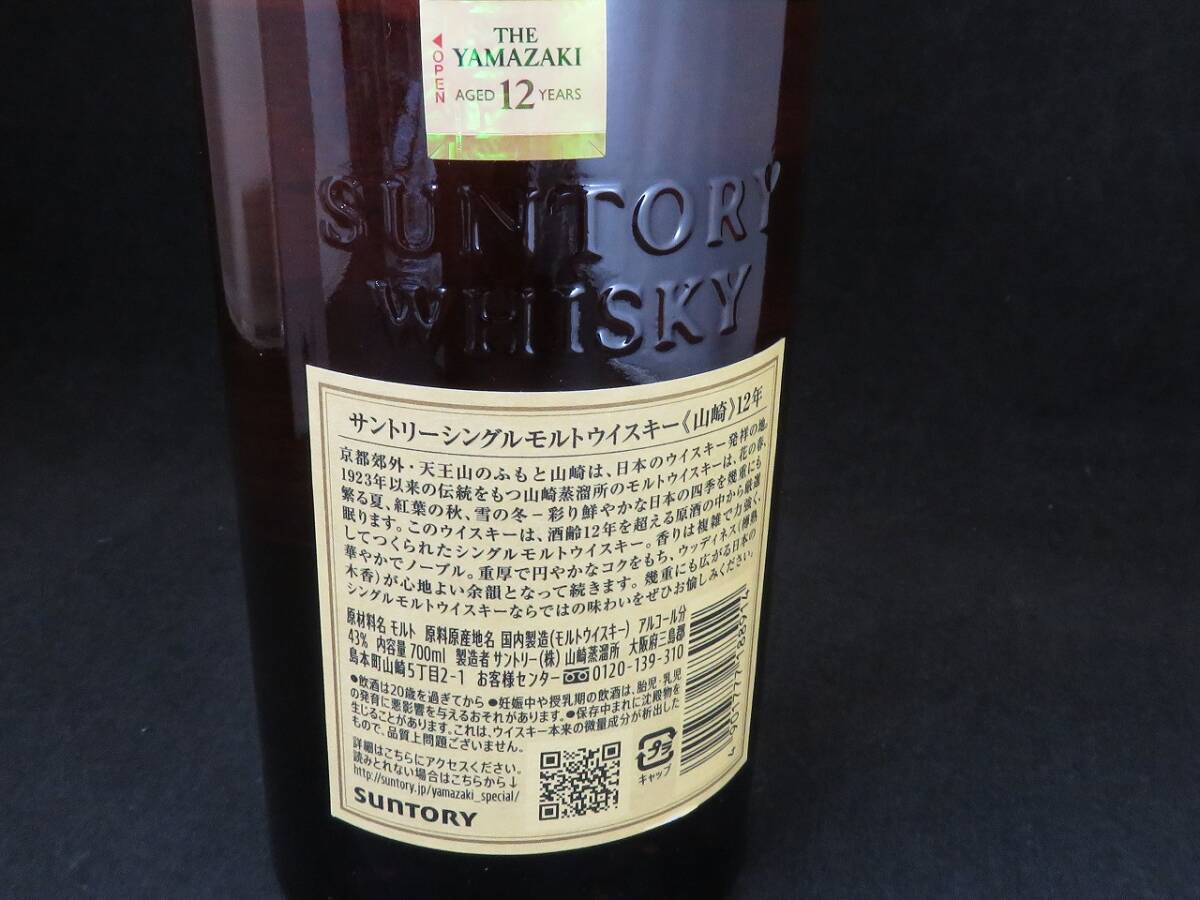 THE
YAMAZAKI
AGED 12 YEARS
OPEN
SUNTORY
WHISKY
サントリーシングルモルトウイスキー《山崎》12年
京都郊外・天王山のふもと山崎は、日本のウイスキー発祥の地。
1923年以来の伝統をもつ山崎蒸溜所のモルトウイスキーは、花の春、
繁る夏、紅葉の秋、雪の冬−彩り鮮やかな日本の四季を幾重にも
眠ります。このウイスキーは、酒齢12年を超える原酒の中から厳選
してつくられたシングルモルトウイスキー。香りは複雑で力強く、
華やかでノーブル。重厚で円やかなコクをもち、ウッディネス(樽熟
木香)が心地よい余韻となって続きます。幾重にも広がる日本の
シングルモルトウイスキーならではの味わいをぜひお愉しみください。
原材料名 モルト 原料原産地名 国内製造(モルトウイスキー) アルコール分
43% 内容量 700ml 製造者 サントリー(株) 山崎蒸溜所 大阪府三島郡
島本町山崎5丁目2-1 お客様センター 0120-139-310
●飲酒は20歳を過ぎてから ●妊娠中や授乳期の飲酒は、胎児・乳児
の発育に悪影響を与えるおそれがあります。●保存中まれに沈殿物を
生じることがあります。これは、ウイスキー本来の微量成分が析出した
もので、品質上問題ございません。
詳細はこちらにアクセスください。
読みとれない場合はこちらから↓
http://suntory.jp/yamazaki_special/
SUNTORY
プラ
キャップ
4 901777 488914